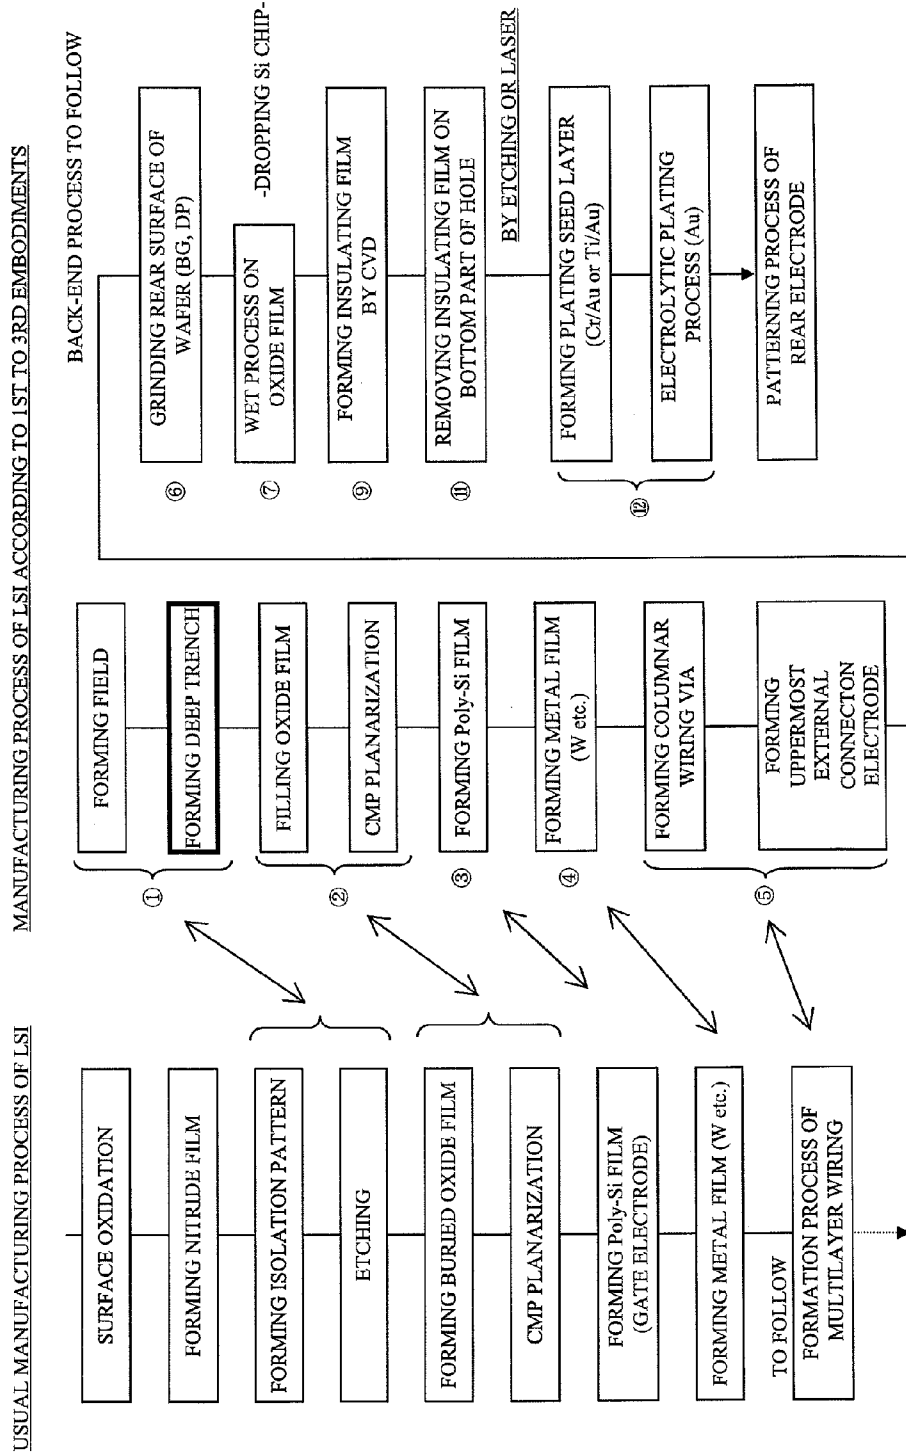 USUAL MANUFACTURING PROCESS OF LSI
SURFACE OXIDATION
FORMING NITRIDE FILM
FORMING ISOLATION PATTERN
ETCHING
FORMING BURIED OXIDE FILM
CMP PLANARIZATION
FORMING Poly-Si FILM
(GATE ELECTRODE)
FORMING METAL FILM (W etc.)
TO FOLLOW
FORMATION PROCESS OF
MULTILAYER WIRING
MANUFACTURING PROCESS OF LSI ACCORDING TO 1ST TO 3RD EMBODIMENTS
①
FORMING FIELD
FORMING DEEP TRENCH
②
FILLING OXIDE FILM
CMP PLANARIZATION
③
FORMING Poly-Si FILM
④
FORMING METAL FILM
(W etc.)
⑤
FORMING COLUMNAR
WIRING VIA
FORMING
UPPERMOST
EXTERNAL
CONNECTON
ELECTRODE
BACK-END PROCESS TO FOLLOW
⑥
GRINDING REAR SURFACE OF
WAFER (BG, DP)
⑦
WET PROCESS ON
OXIDE FILM
-DROPPING Si CHIP-
⑨
FORMING INSULATING FILM
BY CVD
⑪
REMOVING INSULATING FILM ON
BOTTOM PART OF HOLE
BY ETCHING OR LASER
⑫
FORMING PLATING SEED LAYER
(Cr/Au or Ti/Au)
ELECTROLYTIC PLATING
PROCESS (Au)
PATTERNING PROCESS OF
REAR ELECTRODE